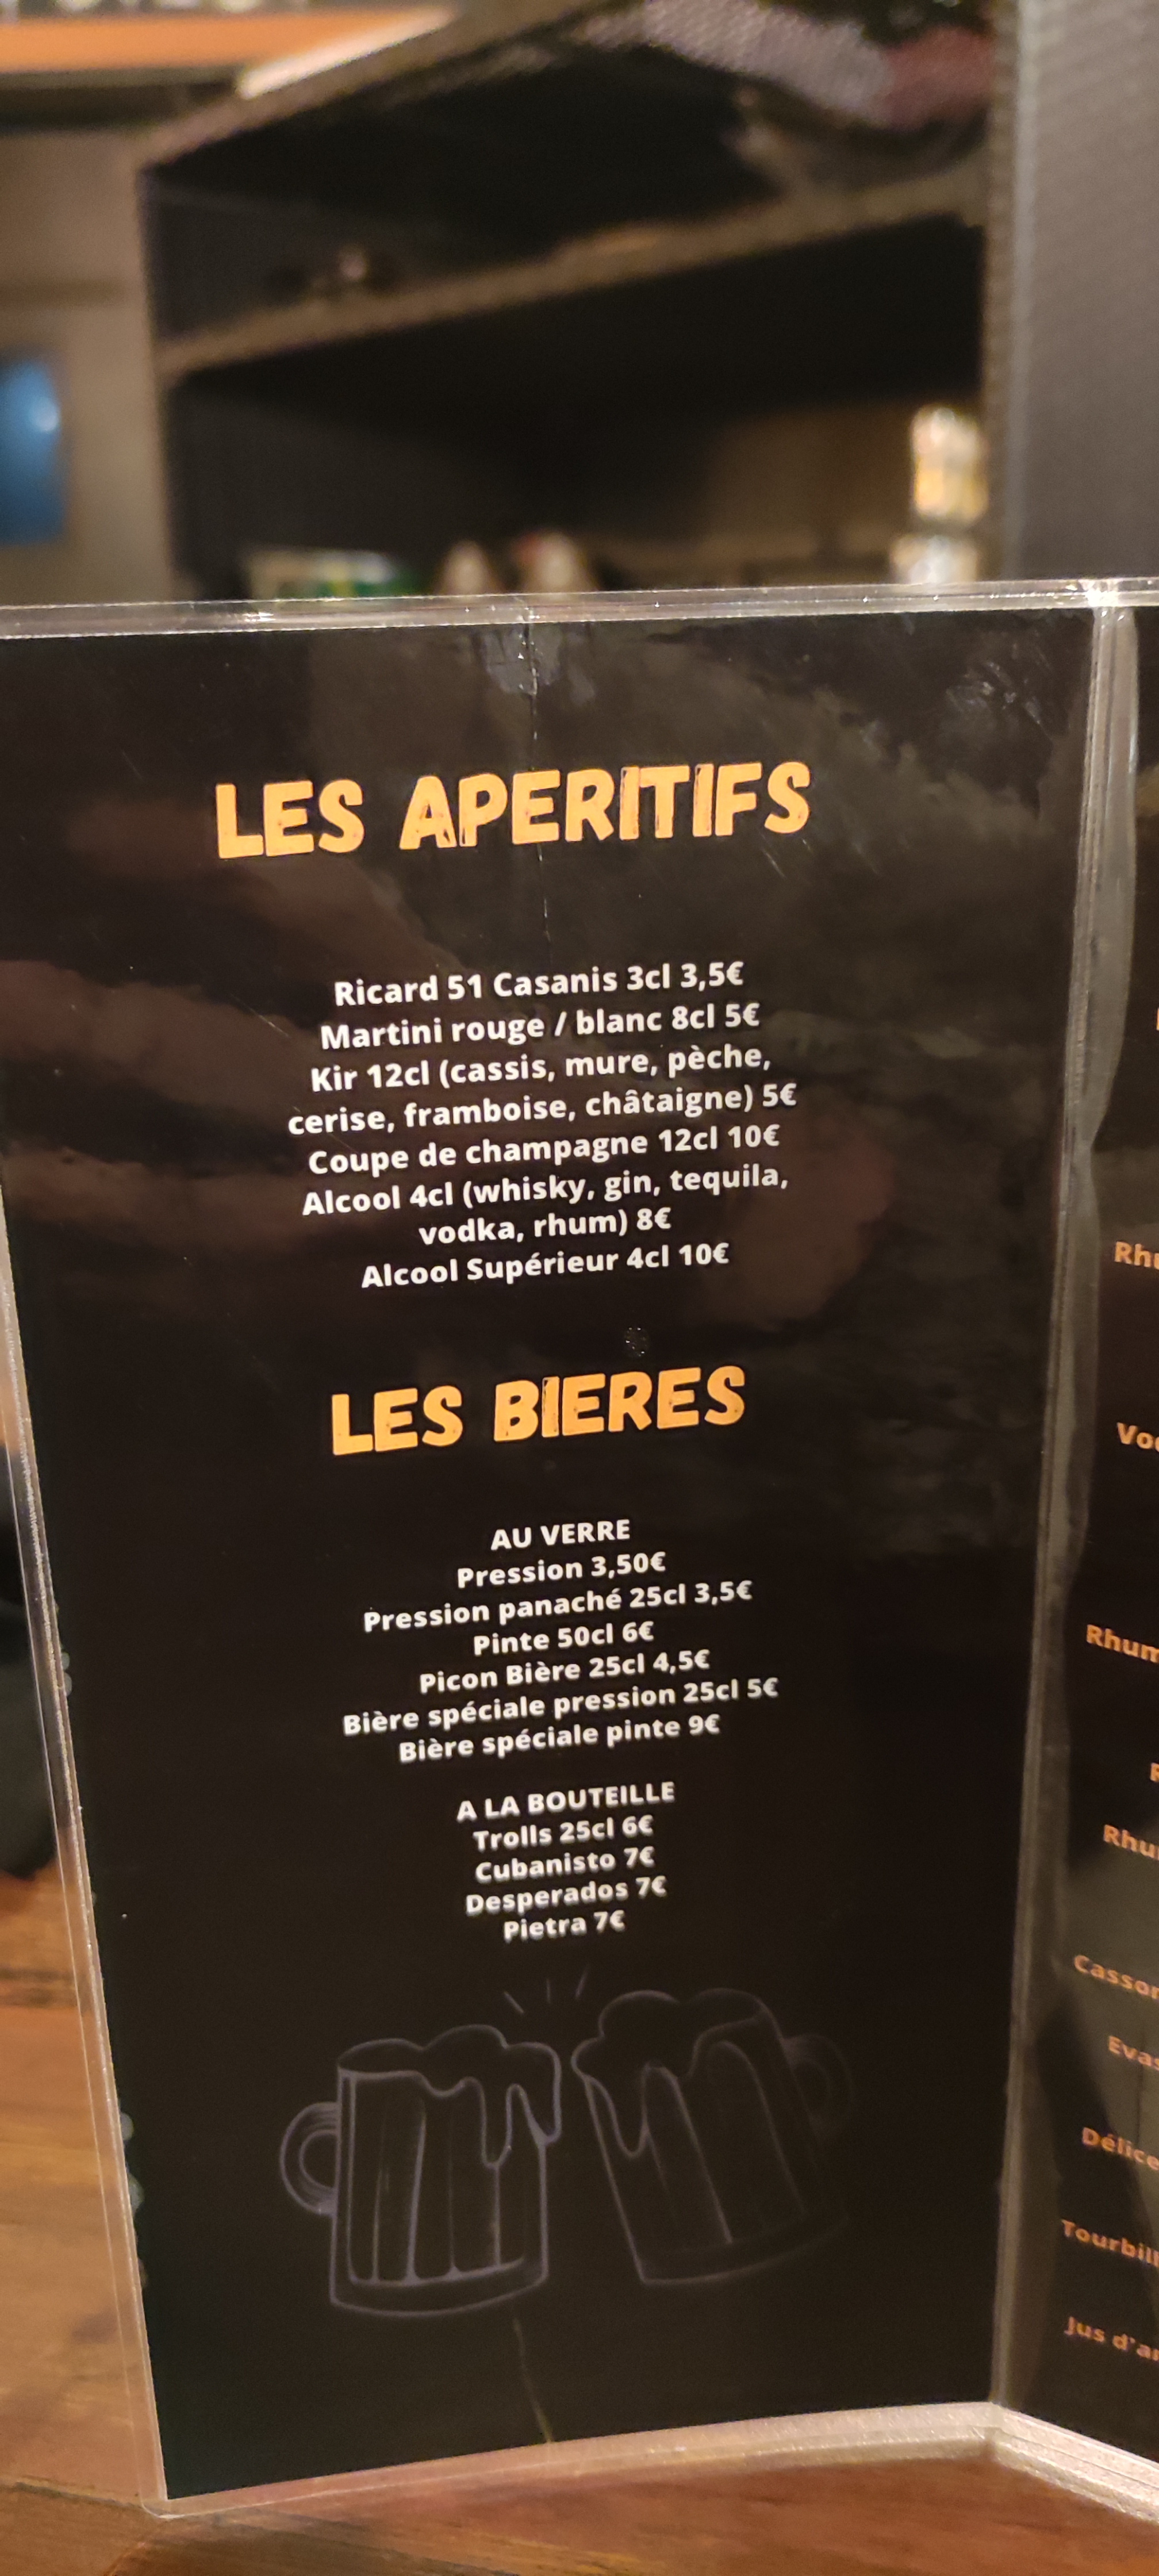 LES APERITIFS
Ricard 51 Casanis 3cl 3,5€
Martini rouge / blanc 8cl 5€
Kir 12cl (cassis, mure, pèche,
cerise, framboise, châtaigne) 5€
Coupe de champagne 12cl 10€
Alcool 4cl (whisky, gin, tequila,
vodka, rhum) 8€
Alcool Supérieur 4cl 10€
LES BIERES
AU VERRE
Pression 3,50€
Pression panaché 25cl 3,5€
Pinte 50cl 6€
Picon Bière 25cl 4,5€
Bière spéciale pression 25cl 5€
Bière spéciale pinte 9€
A LA BOUTEILLE
Trolls 25cl 6€
Cubanisto 7€
Desperados 7€
Pietra 7€
Rhum
Jus